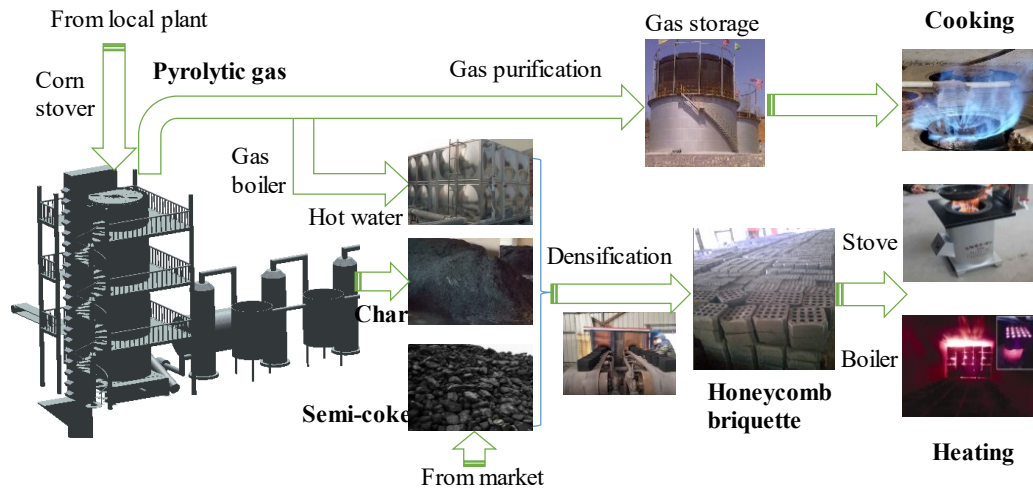 From local plant
Corn
stover
Pyrolytic gas
Gas purification
Gas storage
Cooking
Gas
boiler
Hot water
Char
Semi-coke
From market
Densification
Honeycomb
briquette
Stove
Boiler
Heating